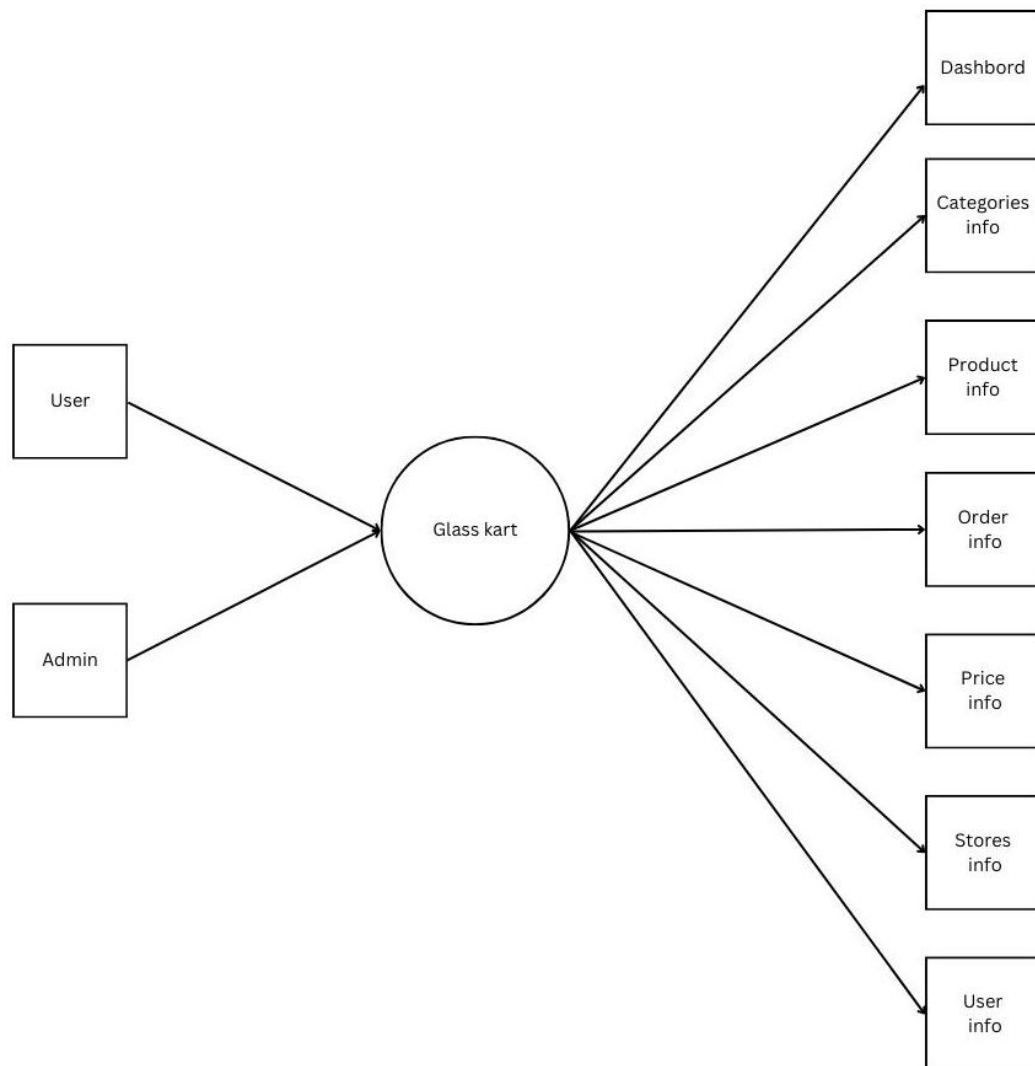 Dashbord
Categories
info
Product
info
User
Order
info
Glass kart
Admin
Price
info
Stores
info
User
info